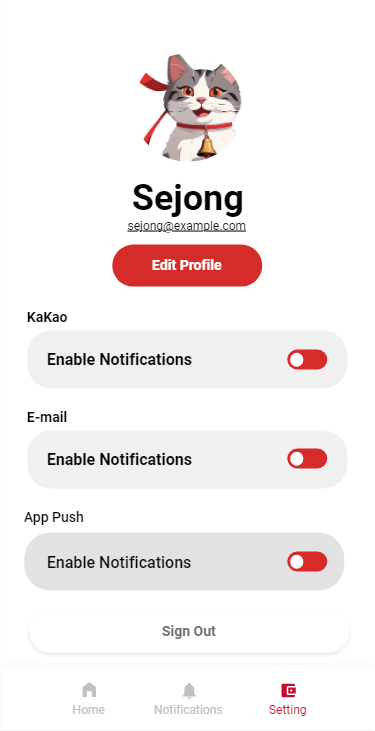 Sejong
sejong@example.com
Edit Profile
KaKao
Enable Notifications
E-mail
Enable Notifications
App Push
Enable Notifications
Sign Out
Home
Notifications
Setting